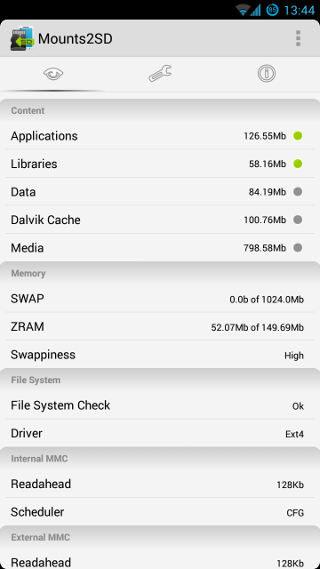 85 13:44
Mounts2SD
Content
Applications 126.55Mb
Libraries 58.16Mb
Data 84.19Mb
Dalvik Cache 100.76Mb
Media 798.58Mb
Memory
SWAP 0.0b of 1024.0Mb
ZRAM 52.07Mb of 149.69Mb
Swappiness High
File System
File System Check Ok
Driver Ext4
Internal MMC
Readahead 128Kb
Scheduler CFG
External MMC
Readahead 128Kb